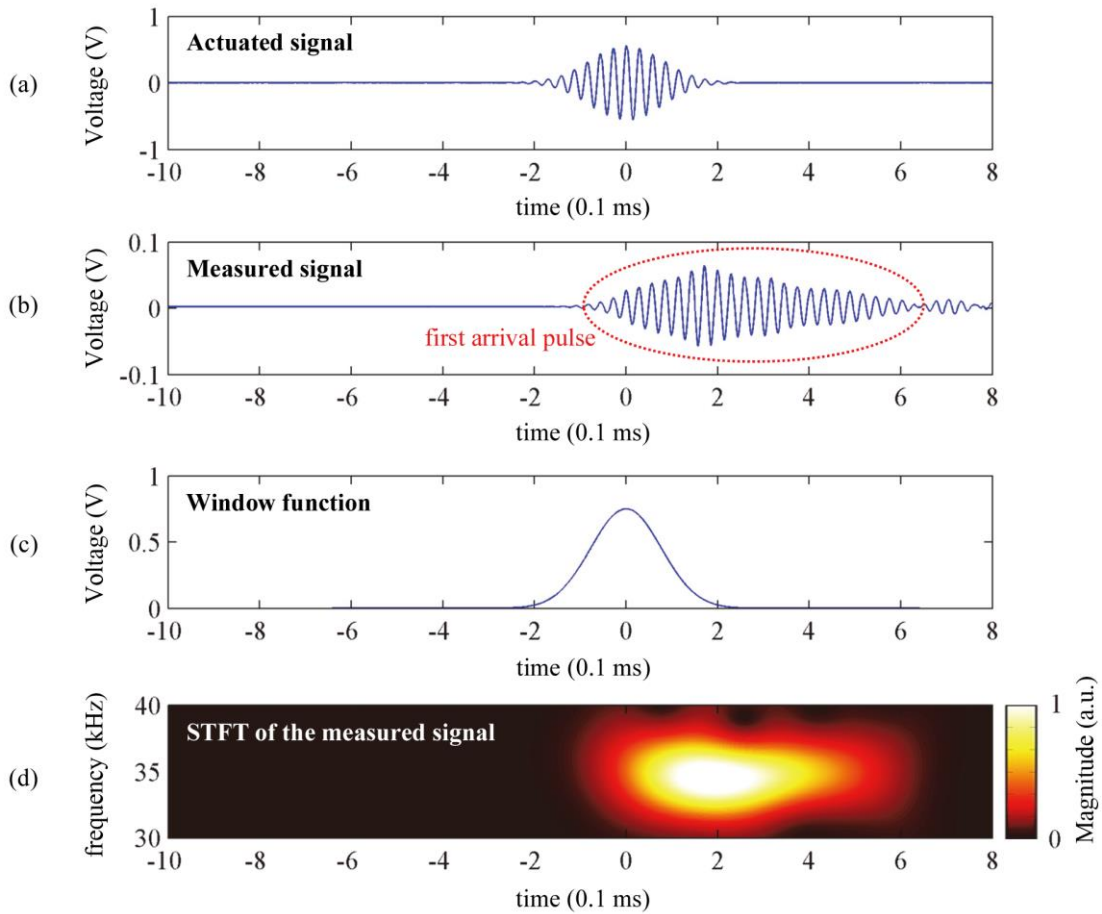 (a)
Voltage (V)
1
0
-1
Actuated signal
-10 -8 -6 -4 -2 0 2 4 6 8
time (0.1 ms)
(b)
Voltage (V)
0.1
0
-0.1
Measured signal
first arrival pulse
-10 -8 -6 -4 -2 0 2 4 6 8
time (0.1 ms)
(c)
Voltage (V)
1
0.5
0
Window function
-10 -8 -6 -4 -2 0 2 4 6 8
time (0.1 ms)
(d)
frequency (kHz)
40
35
30
STFT of the measured signal
-10 -8 -6 -4 -2 0 2 4 6 8
time (0.1 ms)
1
0
Magnitude (a.u.)